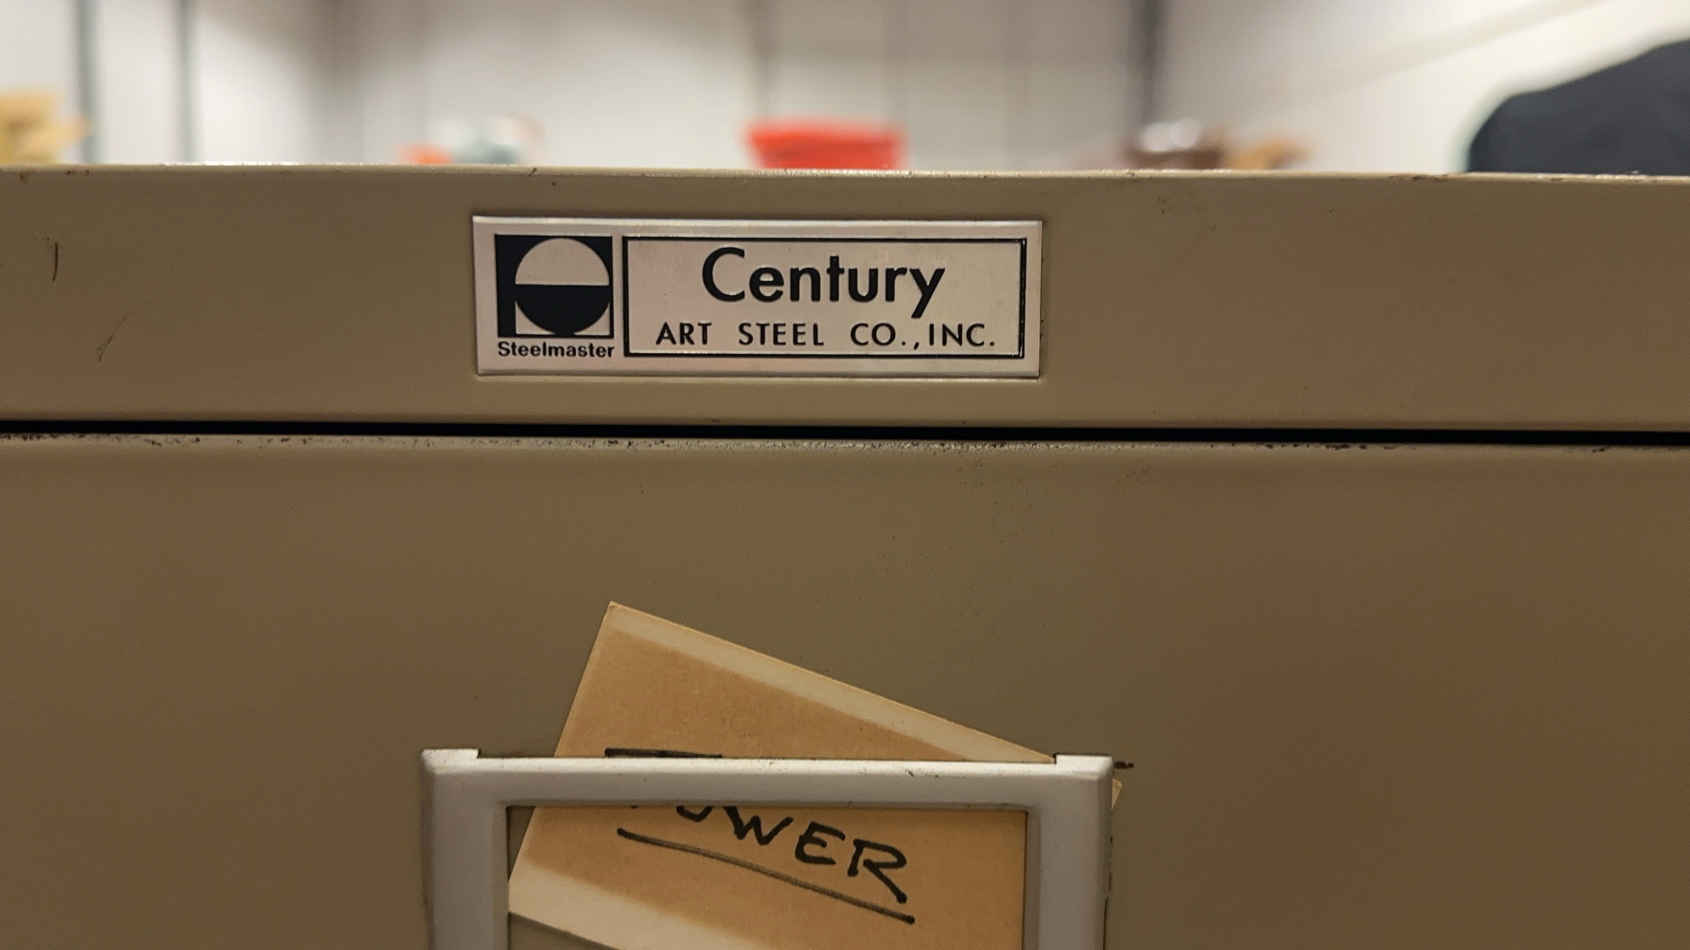 Century
ART STEEL CO., INC.
Steelmaster